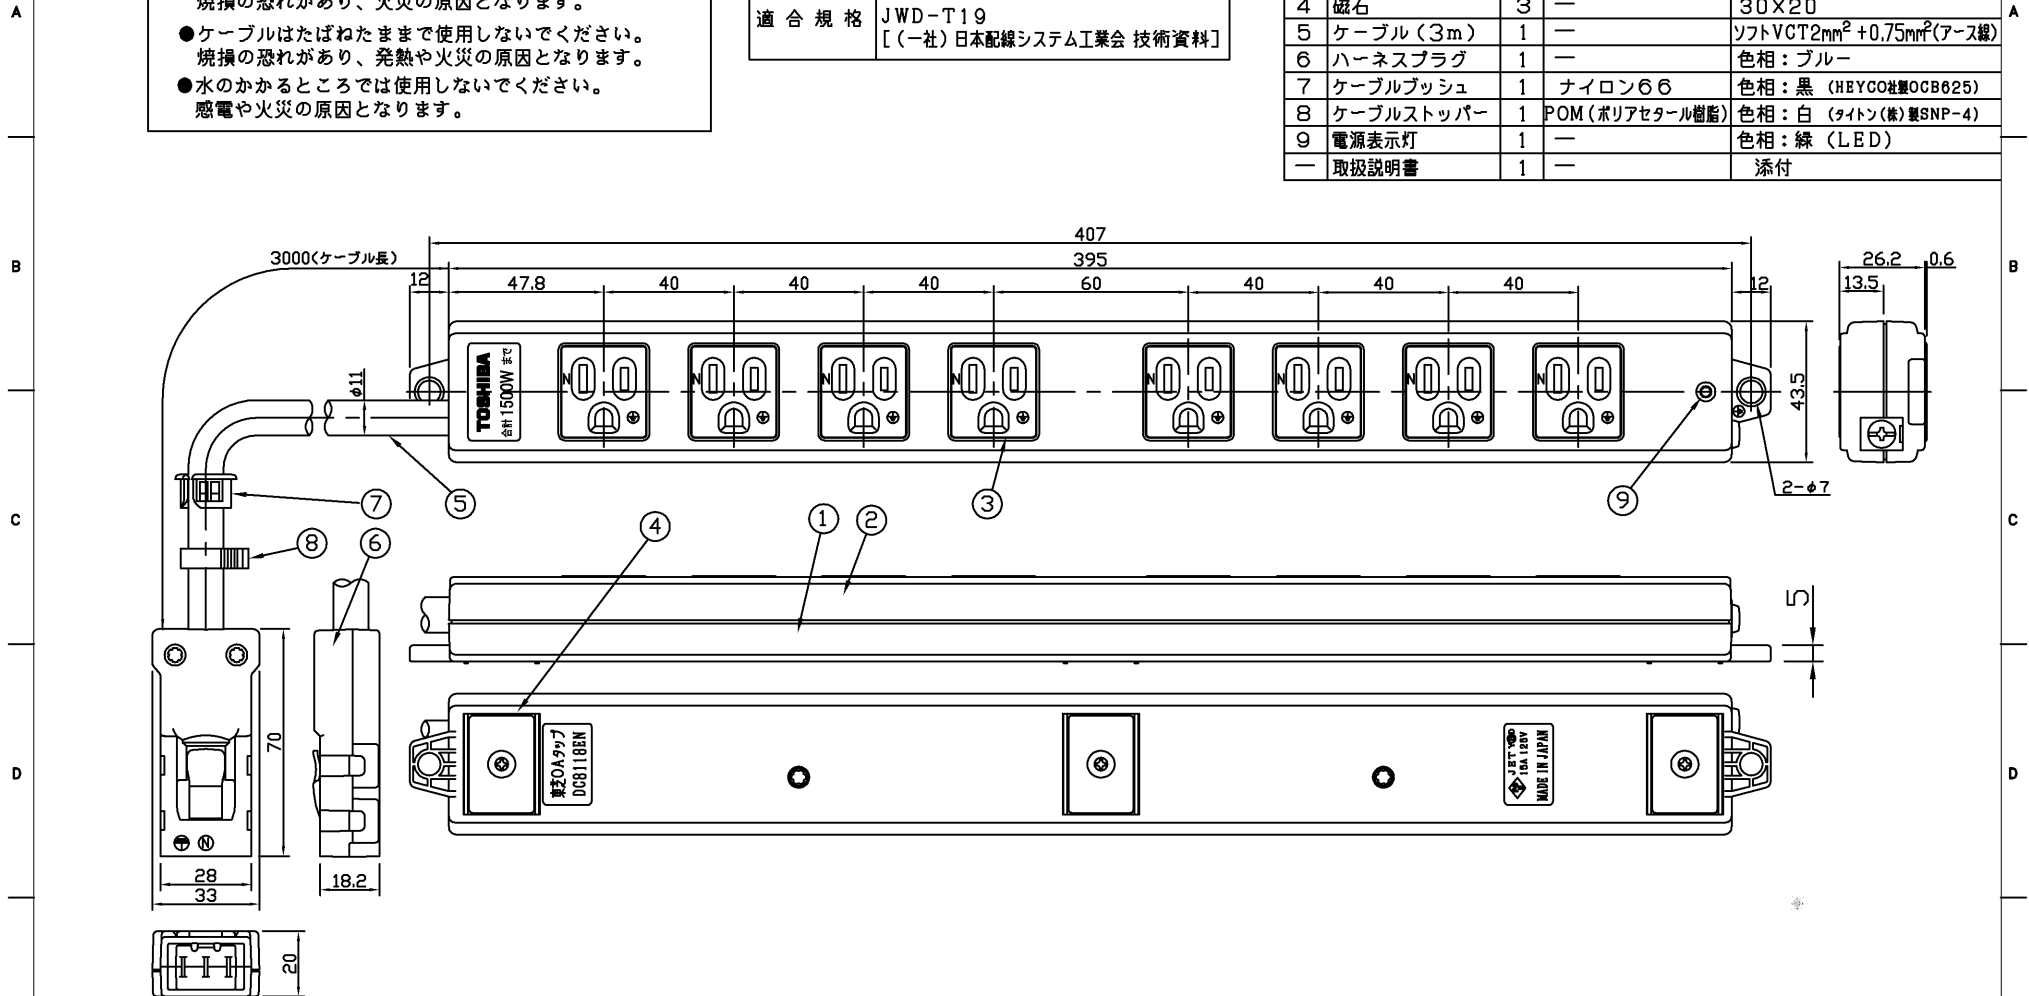 焼損の恐れがあり、火災の原因となります。
●ケーブルはたばねたままで使用しないでください。
焼損の恐れがあり、発熱や火災の原因となります。
●水のかかるところでは使用しないでください。
感電や火災の原因となります。
適合規格 JWD-T19
[(一社)日本配線システム工業会 技術資料]
4 磁石 3 — 30×20
5 ケーブル(3m) 1 — ソフトVCT2mm²+0.75mm²(アース線)
6 ハーネスプラグ 1 — 色相:ブルー
7 ケーブルブッシュ 1 ナイロン66 色相:黒 (HEYCO社製OCB625)
8 ケーブルストッパー 1 POM(ポリアセタール樹脂) 色相:白 (タイトン(株)製SNP-4)
9 電源表示灯 1 — 色相:緑 (LED)
— 取扱説明書 1 — 添付
A
A
B
B
C
C
D
D
407
3000(ケーブル長)
395
12
47.8
40
40
40
60
40
40
40
12
26.2
0.6
13.5
φ11
TOSHIBA
合計1500Wまで
N
N
N
N
N
N
N
N
43.5
2-φ7
7
5
3
9
8
6
4
1
2
5
70
東芝OAタップ
DC8118EN
JET
15A 125V
MADE IN JAPAN
N
28
33
18.2
20